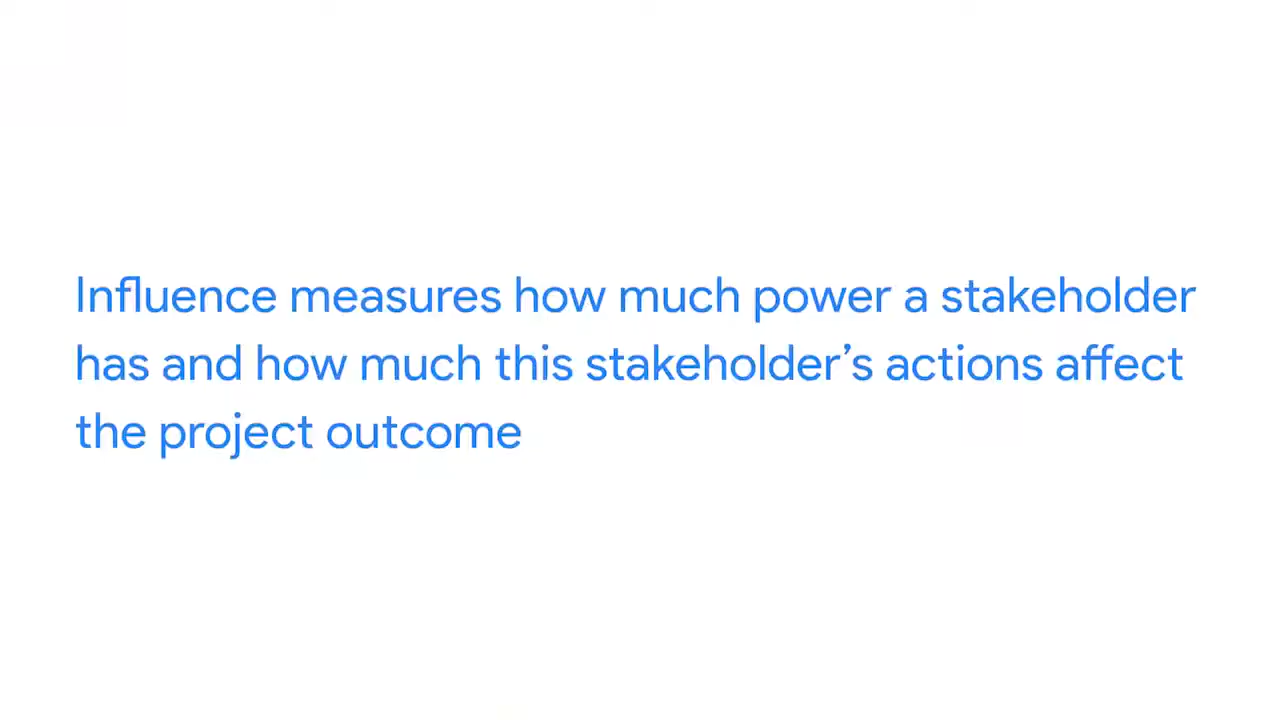 Influence measures how much power a stakeholder
has and how much this stakeholder’s actions affect
the project outcome